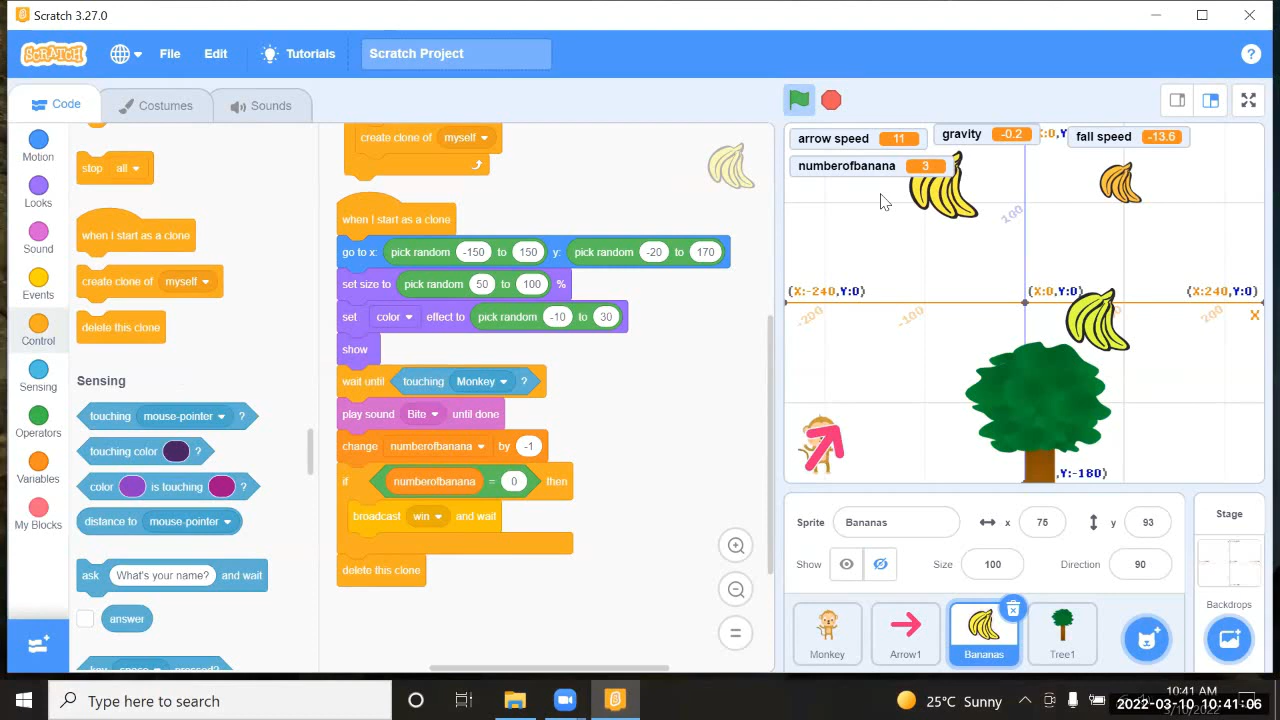 Scratch 3.27.0
SCRATCH
File
Edit
Tutorials
Scratch Project
?
Code
Costumes
Sounds
Motion
Looks
Sound
Events
Control
Sensing
Operators
Variables
My Blocks
stop all
when I start as a clone
create clone of myself
delete this clone
Sensing
touching mouse-pointer ?
touching color ?
color is touching ?
distance to mouse-pointer
ask What's your name? and wait
answer
key space pressed?
create clone of myself
when I start as a clone
go to x: pick random -150 to 150 y: pick random -20 to 170
set size to pick random 50 to 100 %
set color effect to pick random -10 to 30
show
wait until touching Monkey ?
play sound Bite until done
change numberofbanana by -1
if numberofbanana = 0 then
broadcast win and wait
delete this clone
arrow speed 11
gravity -0.2
fall speed -13.6
numberofbanana 3
(X:-240,Y:0)
(X:0,Y:0)
(X:240,Y:0)
-200
-100
100
200
X
,Y:-180)
Sprite Bananas x 75 y 93
Show Size 100 Direction 90
Monkey
Arrow1
Bananas
Tree1
Stage
Backdrops
Type here to search
25°C Sunny
10:41 AM
2022-03-10 10:41:06